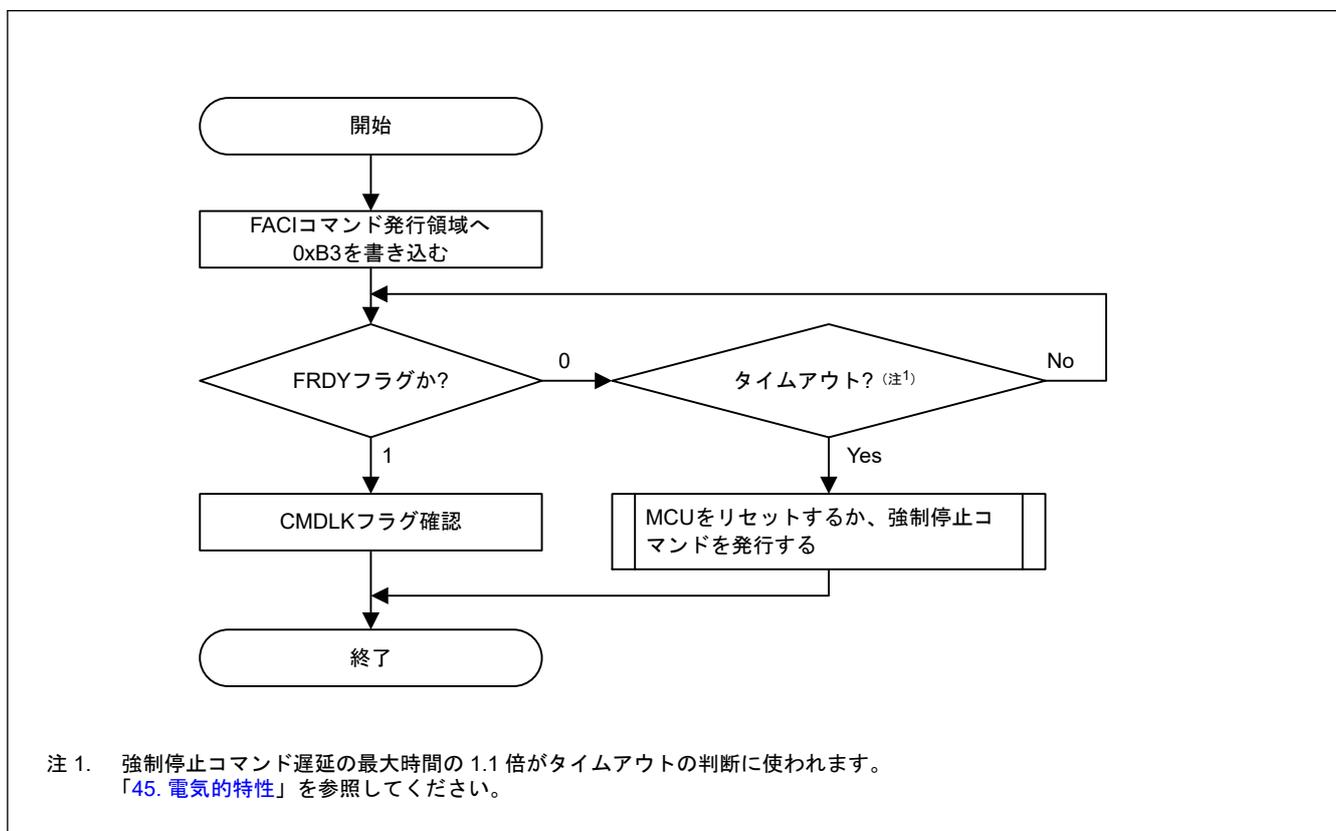 開始
FACIコマンド発行領域へ
0xB3を書き込む
FRDYフラグか?
0
タイムアウト? (注1)
No
1
Yes
CMDLKフラグ確認
MCUをリセットするか、強制停止コ
マンドを発行する
終了
注 1. 強制停止コマンド遅延の最大時間の 1.1 倍がタイムアウトの判断に使われます。
「45. 電気的特性」を参照してください。